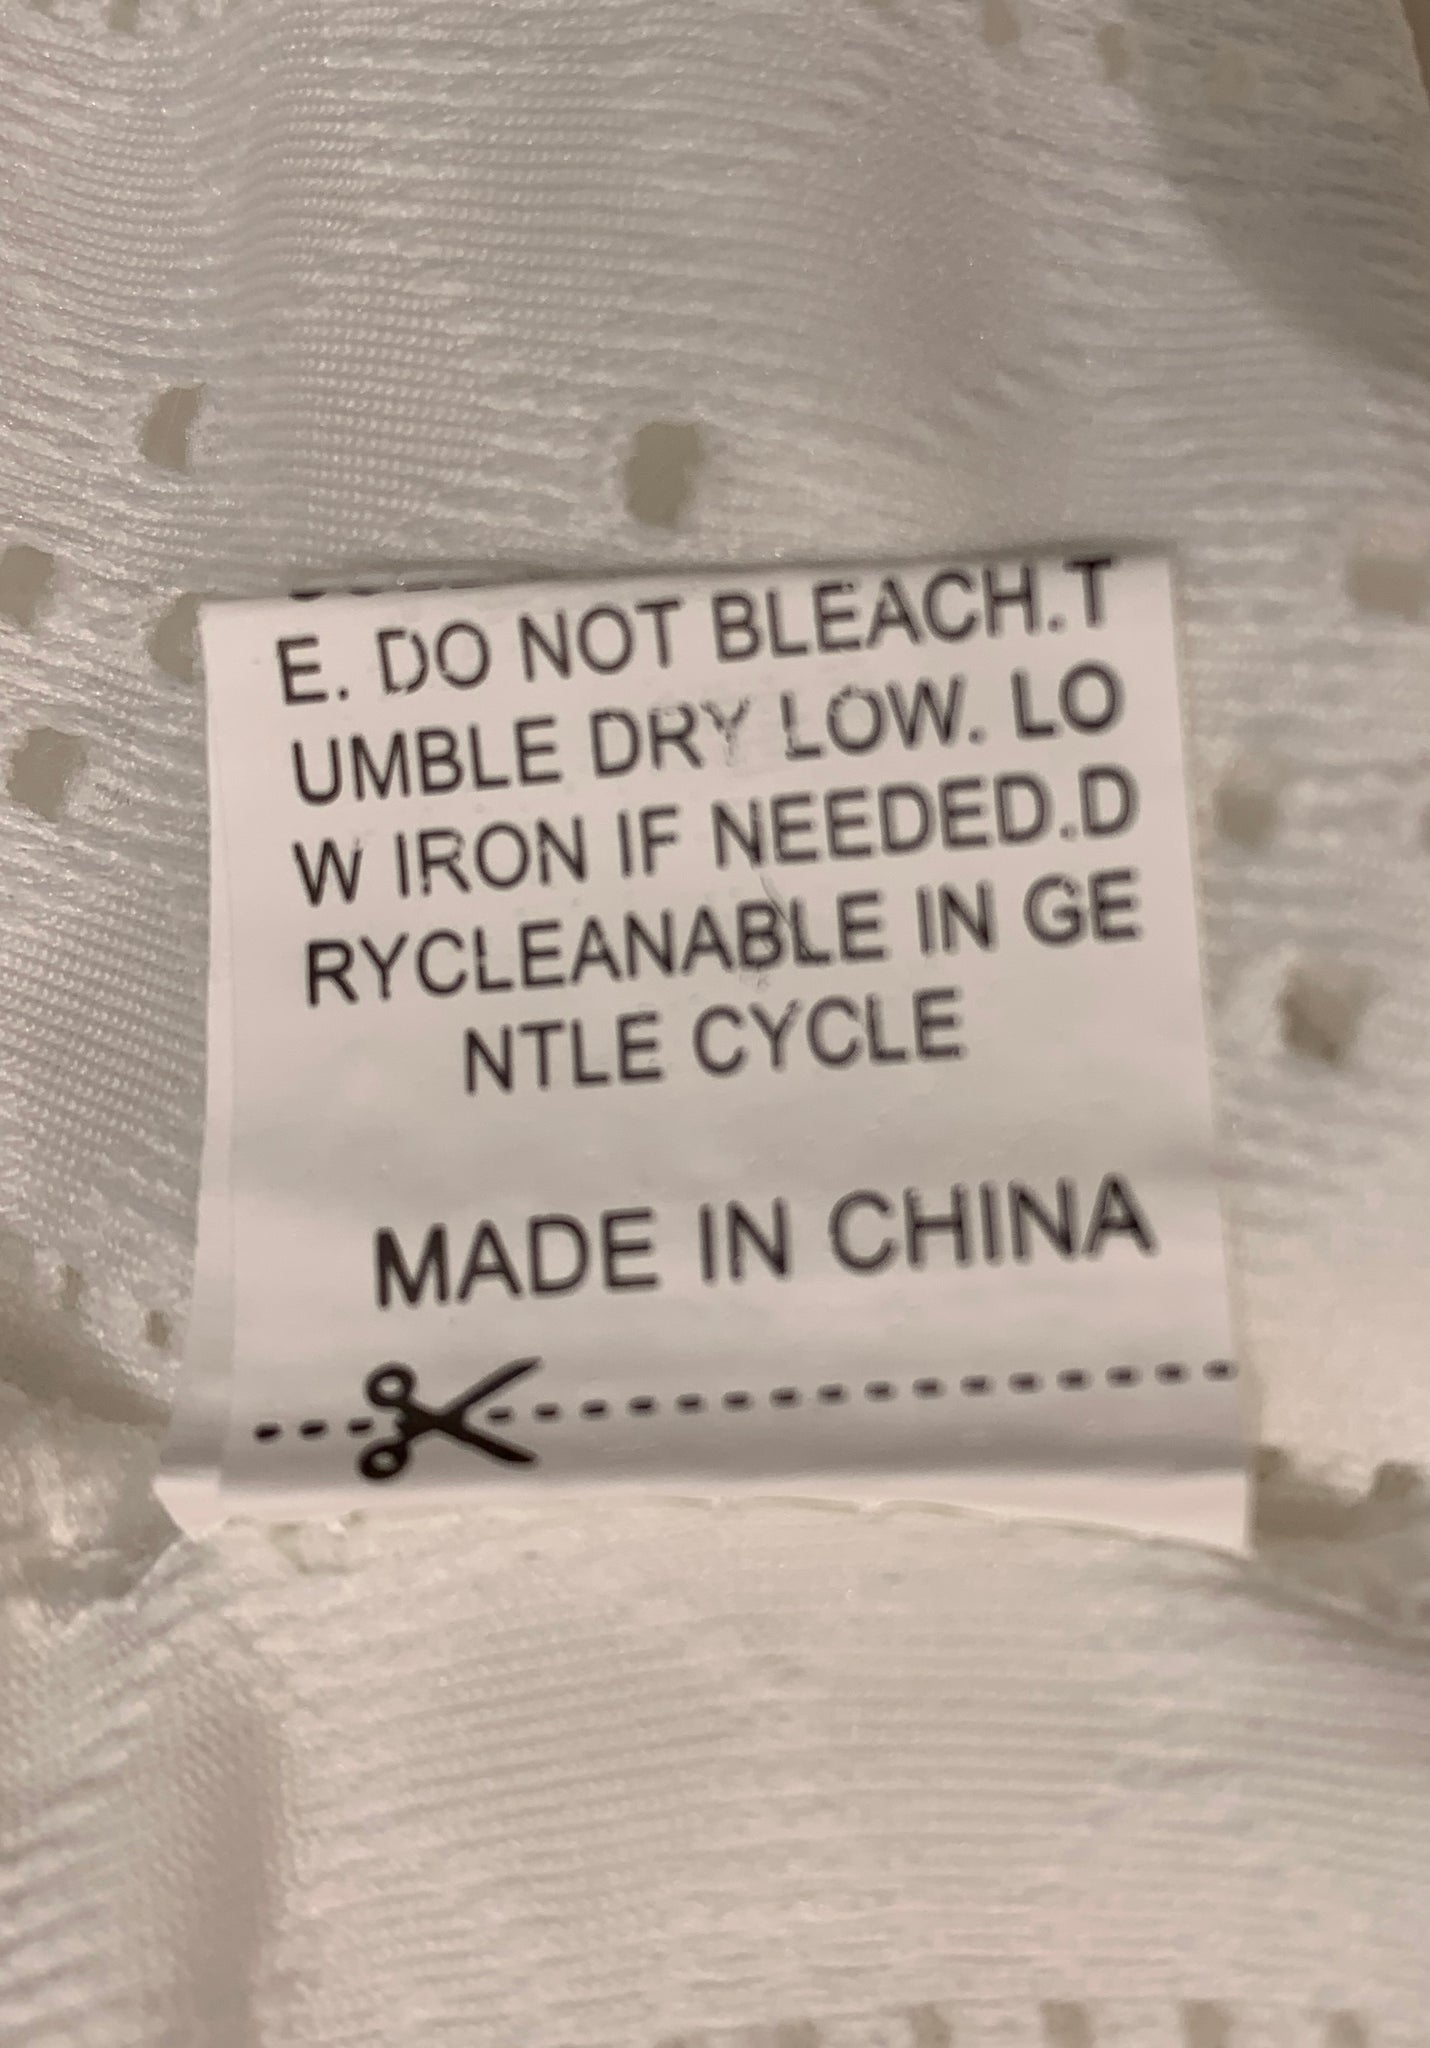 E. DO NOT BLEACH.T
UMBLE DRY LOW. LO
W IRON IF NEEDED.D
RYCLEANABLE IN GE
NTLE CYCLE
MADE IN CHINA